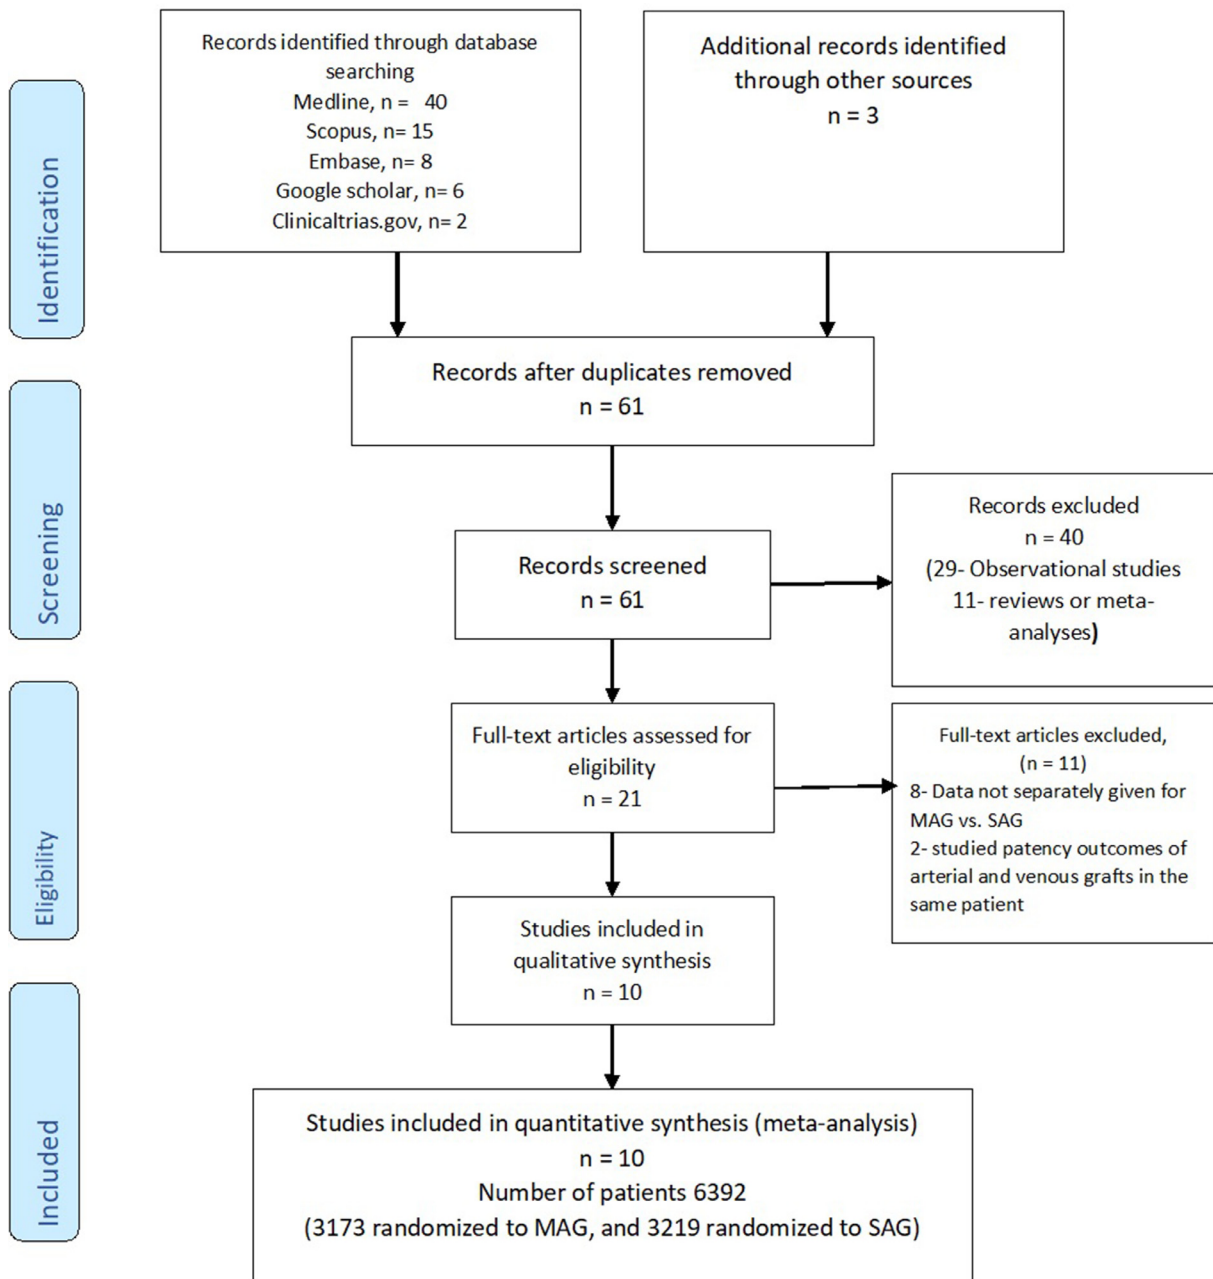 Identification
Records identified through database
searching
Medline, n =   40
Scopus, n= 15
Embase, n= 8
Google scholar, n= 6
Clinicaltrias.gov, n= 2
Additional records identified
through other sources
n = 3
Records after duplicates removed
n = 61
Screening
Records screened
n = 61
Records excluded
n = 40
(29- Observational studies
11- reviews or meta-
analyses)
Eligibility
Full-text articles assessed for
eligibility
n = 21
Full-text articles excluded,
(n = 11)
8- Data not separately given for
MAG vs. SAG
2- studied patency outcomes of
arterial and venous grafts in the
same patient
Studies included in
qualitative synthesis
n = 10
Included
Studies included in quantitative synthesis (meta-analysis)
n = 10
Number of patients 6392
(3173 randomized to MAG, and 3219 randomized to SAG)